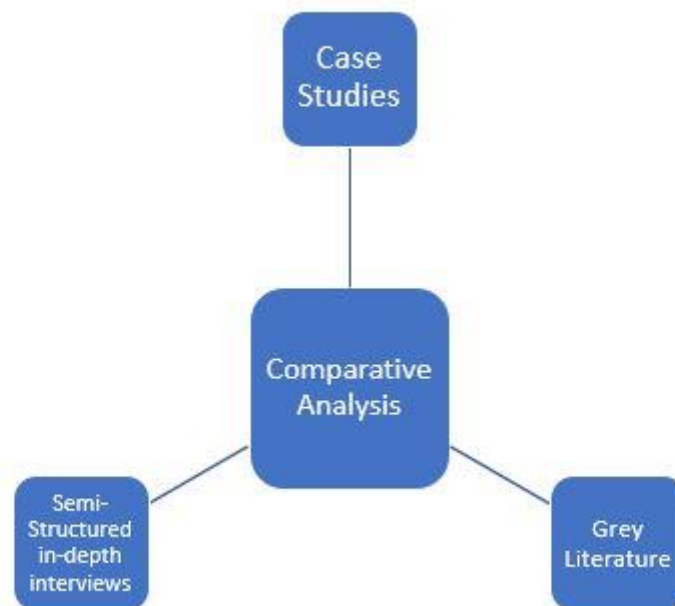 Case
Studies
Comparative
Analysis
Semi-
Structured
in-depth
interviews
Grey
Literature